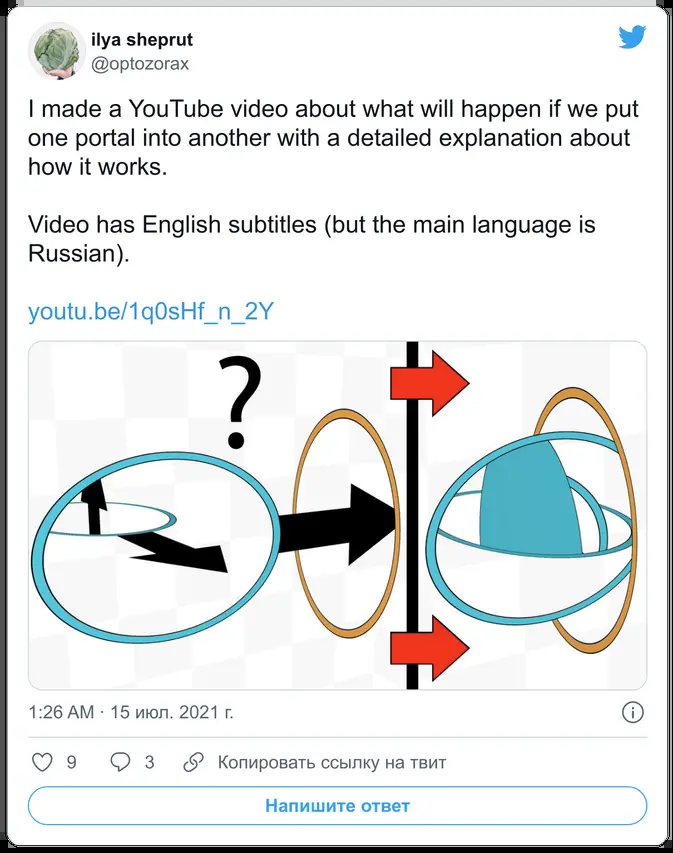 ilya sheprut
@optozorax
I made a YouTube video about what will happen if we put
one portal into another with a detailed explanation about
how it works.
Video has English subtitles (but the main language is
Russian).
youtu.be/1q0sHf_n_2Y
?
1:26 AM · 15 июл. 2021 г.
9 3 Копировать ссылку на твит
Напишите ответ